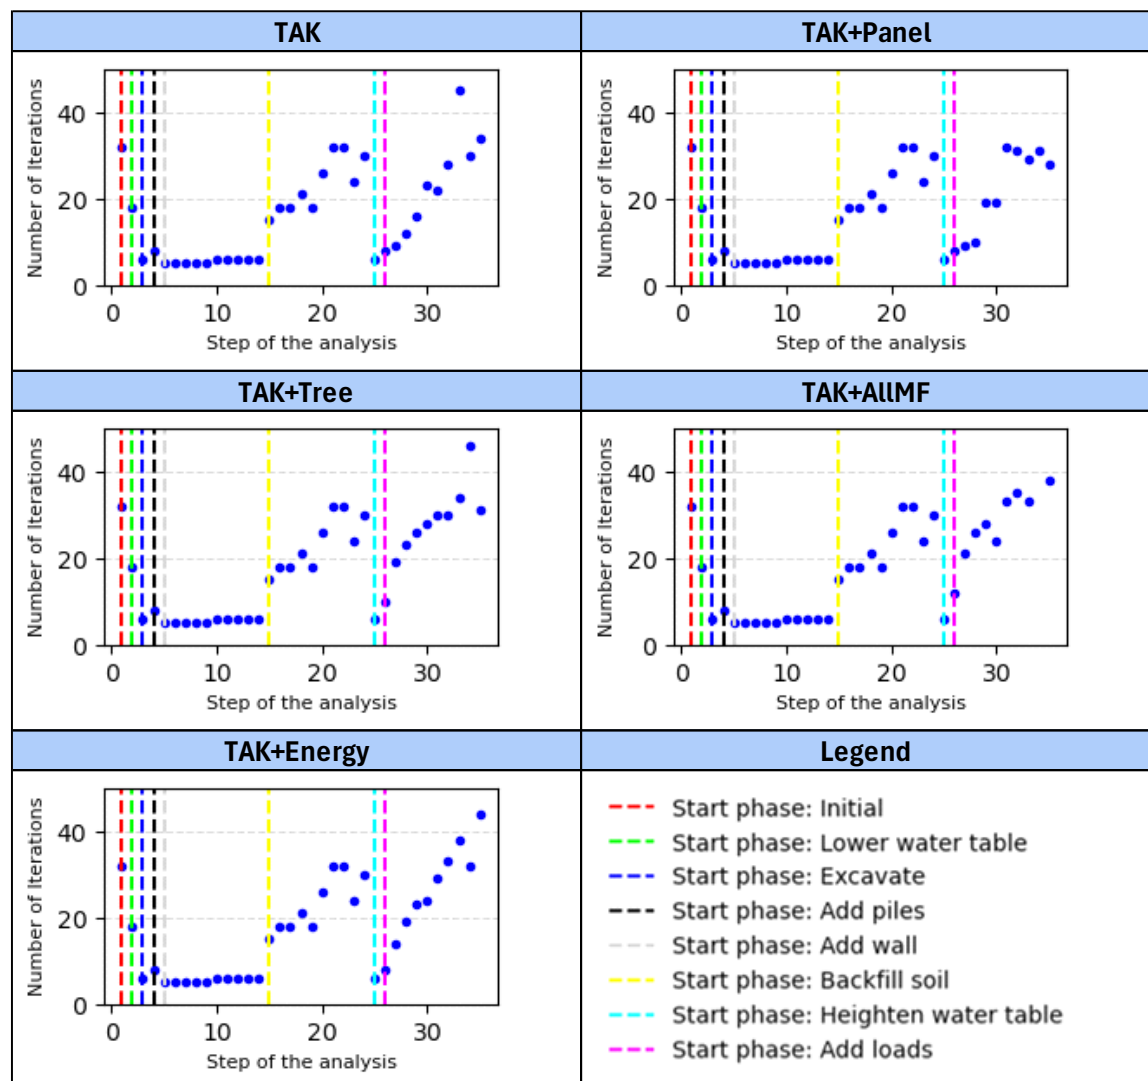 TAK
TAK+Panel
Number of Iterations
40
20
0
0 10 20 30
Step of the analysis
Number of Iterations
40
20
0
0 10 20 30
Step of the analysis
TAK+Tree
TAK+AllMF
Number of Iterations
40
20
0
0 10 20 30
Step of the analysis
Number of Iterations
40
20
0
0 10 20 30
Step of the analysis
TAK+Energy
Legend
Number of Iterations
40
20
0
0 10 20 30
Step of the analysis
Start phase: Initial
Start phase: Lower water table
Start phase: Excavate
Start phase: Add piles
Start phase: Add wall
Start phase: Backfill soil
Start phase: Heighten water table
Start phase: Add loads